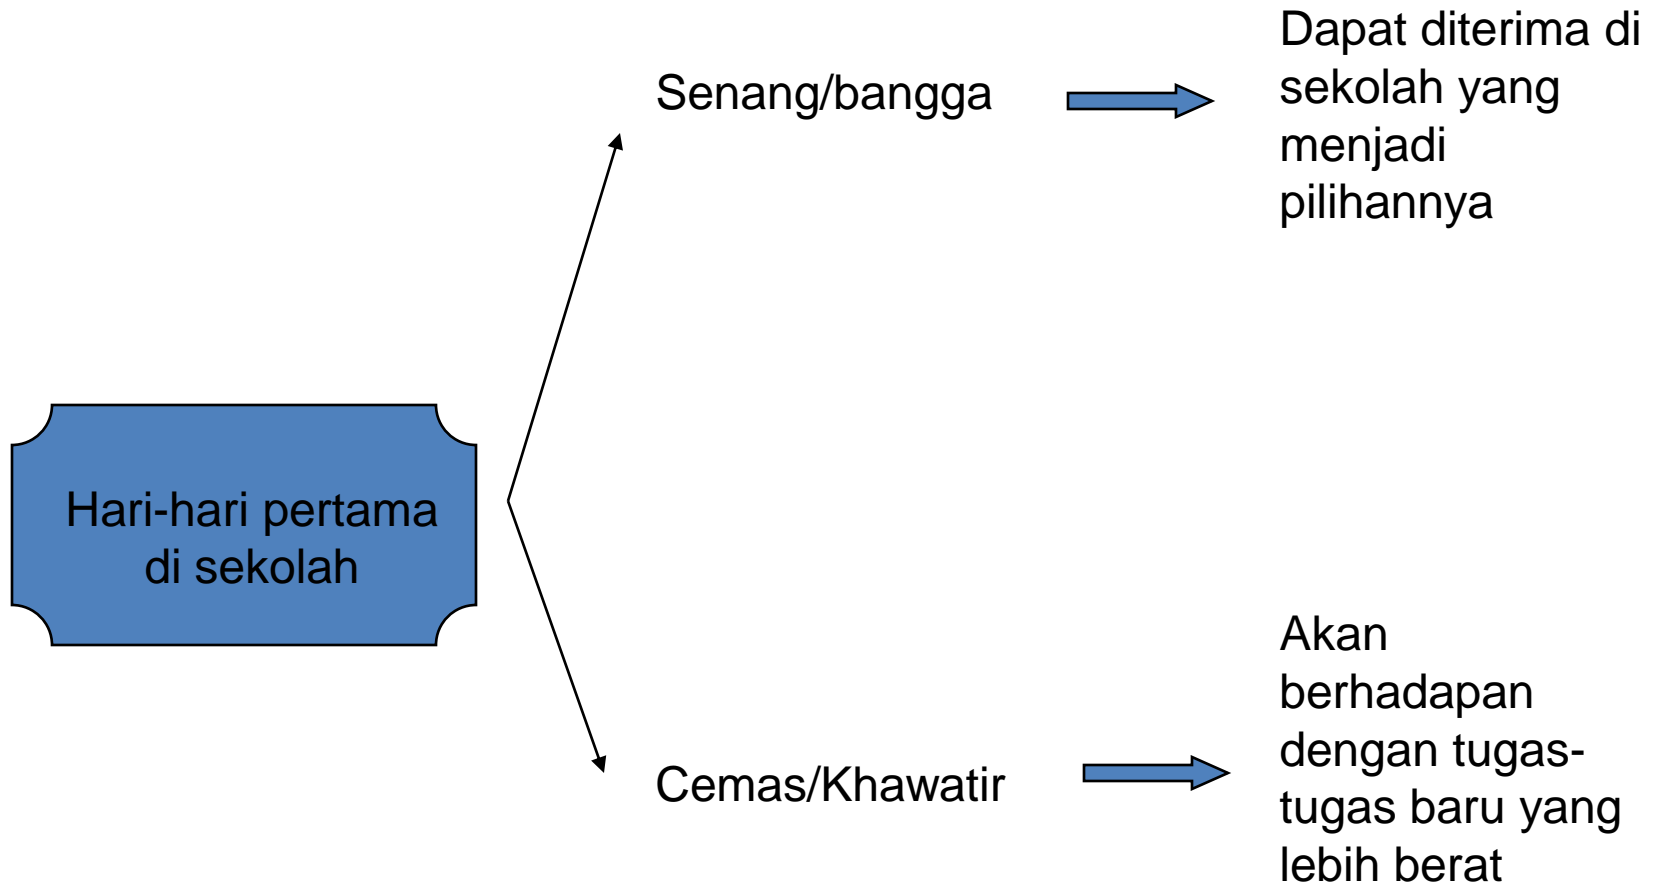 Hari-hari pertama
di sekolah
Senang/bangga
Dapat diterima di
sekolah yang
menjadi
pilihannya
Cemas/Khawatir
Akan
berhadapan
dengan tugas-
tugas baru yang
lebih berat